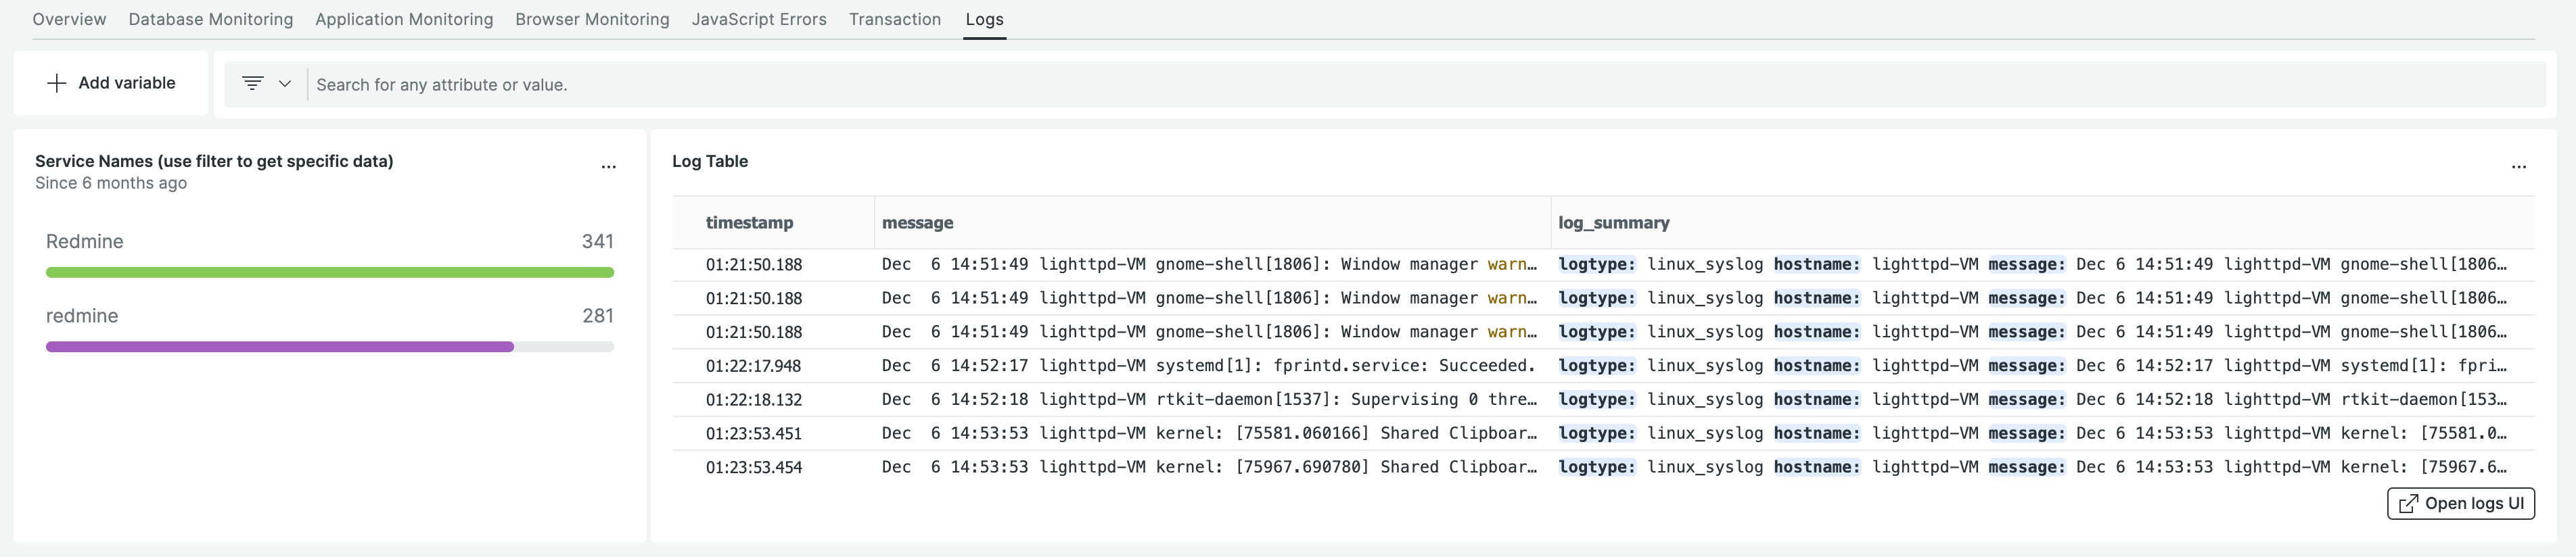 Overview Database Monitoring Application Monitoring Browser Monitoring JavaScript Errors Transaction Logs
Add variable
Search for any attribute or value.
Service Names (use filter to get specific data)
Since 6 months ago
Redmine 341
redmine 281
Log Table
timestamp message log_summary
01:21:50.188 Dec  6 14:51:49 lighttpd-VM gnome-shell[1806]: Window manager warn… logtype: linux_syslog hostname: lighttpd-VM message: Dec 6 14:51:49 lighttpd-VM gnome-shell[1806…
01:21:50.188 Dec  6 14:51:49 lighttpd-VM gnome-shell[1806]: Window manager warn… logtype: linux_syslog hostname: lighttpd-VM message: Dec 6 14:51:49 lighttpd-VM gnome-shell[1806…
01:21:50.188 Dec  6 14:51:49 lighttpd-VM gnome-shell[1806]: Window manager warn… logtype: linux_syslog hostname: lighttpd-VM message: Dec 6 14:51:49 lighttpd-VM gnome-shell[1806…
01:22:17.948 Dec  6 14:52:17 lighttpd-VM systemd[1]: fprintd.service: Succeeded. logtype: linux_syslog hostname: lighttpd-VM message: Dec 6 14:52:17 lighttpd-VM systemd[1]: fpri…
01:22:18.132 Dec  6 14:52:18 lighttpd-VM rtkit-daemon[1537]: Supervising 0 thre… logtype: linux_syslog hostname: lighttpd-VM message: Dec 6 14:52:18 lighttpd-VM rtkit-daemon[153…
01:23:53.451 Dec  6 14:53:53 lighttpd-VM kernel: [75581.060166] Shared Clipboar… logtype: linux_syslog hostname: lighttpd-VM message: Dec 6 14:53:53 lighttpd-VM kernel: [75581.0…
01:23:53.454 Dec  6 14:53:53 lighttpd-VM kernel: [75967.690780] Shared Clipboar… logtype: linux_syslog hostname: lighttpd-VM message: Dec 6 14:53:53 lighttpd-VM kernel: [75967.6…
Open logs UI